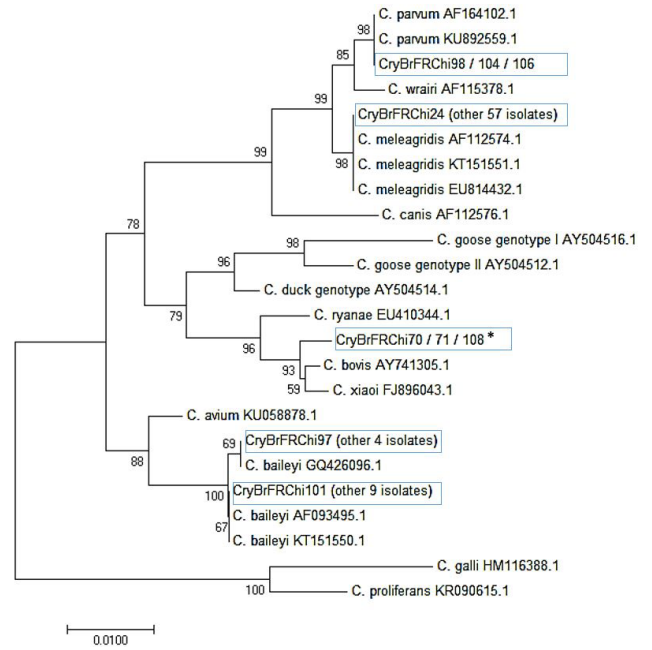 C. parvum AF164102.1
98
C. parvum KU892559.1
85
CryBrFRChi98 / 104 / 106
C. wrairi AF115378.1
99
CryBrFRChi24 (other 57 isolates)
C. meleagridis AF112574.1
99
98
C. meleagridis KT151551.1
C. meleagridis EU814432.1
C. canis AF112576.1
78
98
C. goose genotype I AY504516.1
96
C. goose genotype II AY504512.1
C. duck genotype AY504514.1
79
C. ryanae EU410344.1
96
CryBrFRChi70 / 71 / 108 *
93
C. bovis AY741305.1
59
C. xiaoi FJ896043.1
C. avium KU058878.1
69
CryBrFRChi97 (other 4 isolates)
88
C. baileyi GQ426096.1
100
CryBrFRChi101 (other 9 isolates)
67
C. baileyi AF093495.1
C. baileyi KT151550.1
C. galli HM116388.1
100
C. proliferans KR090615.1
0.0100